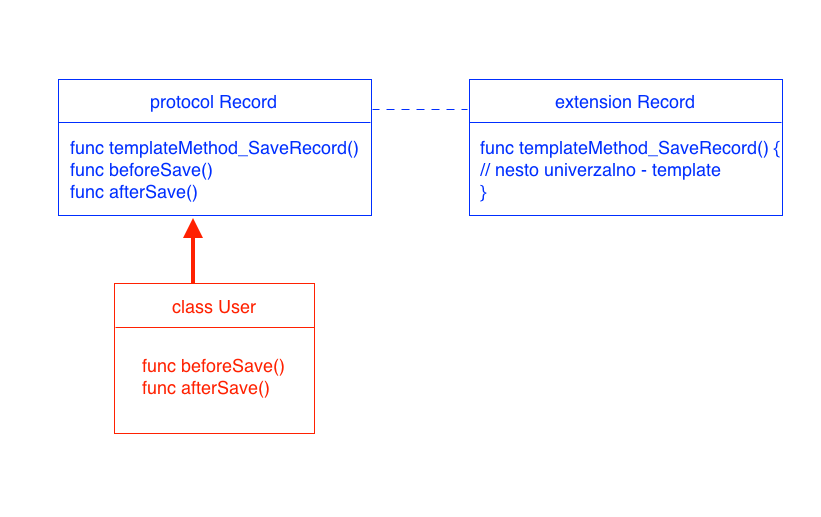 protocol Record
func templateMethod_SaveRecord()
func beforeSave()
func afterSave()
extension Record
func templateMethod_SaveRecord() {
// nesto univerzalno - template
}
class User
func beforeSave()
func afterSave()